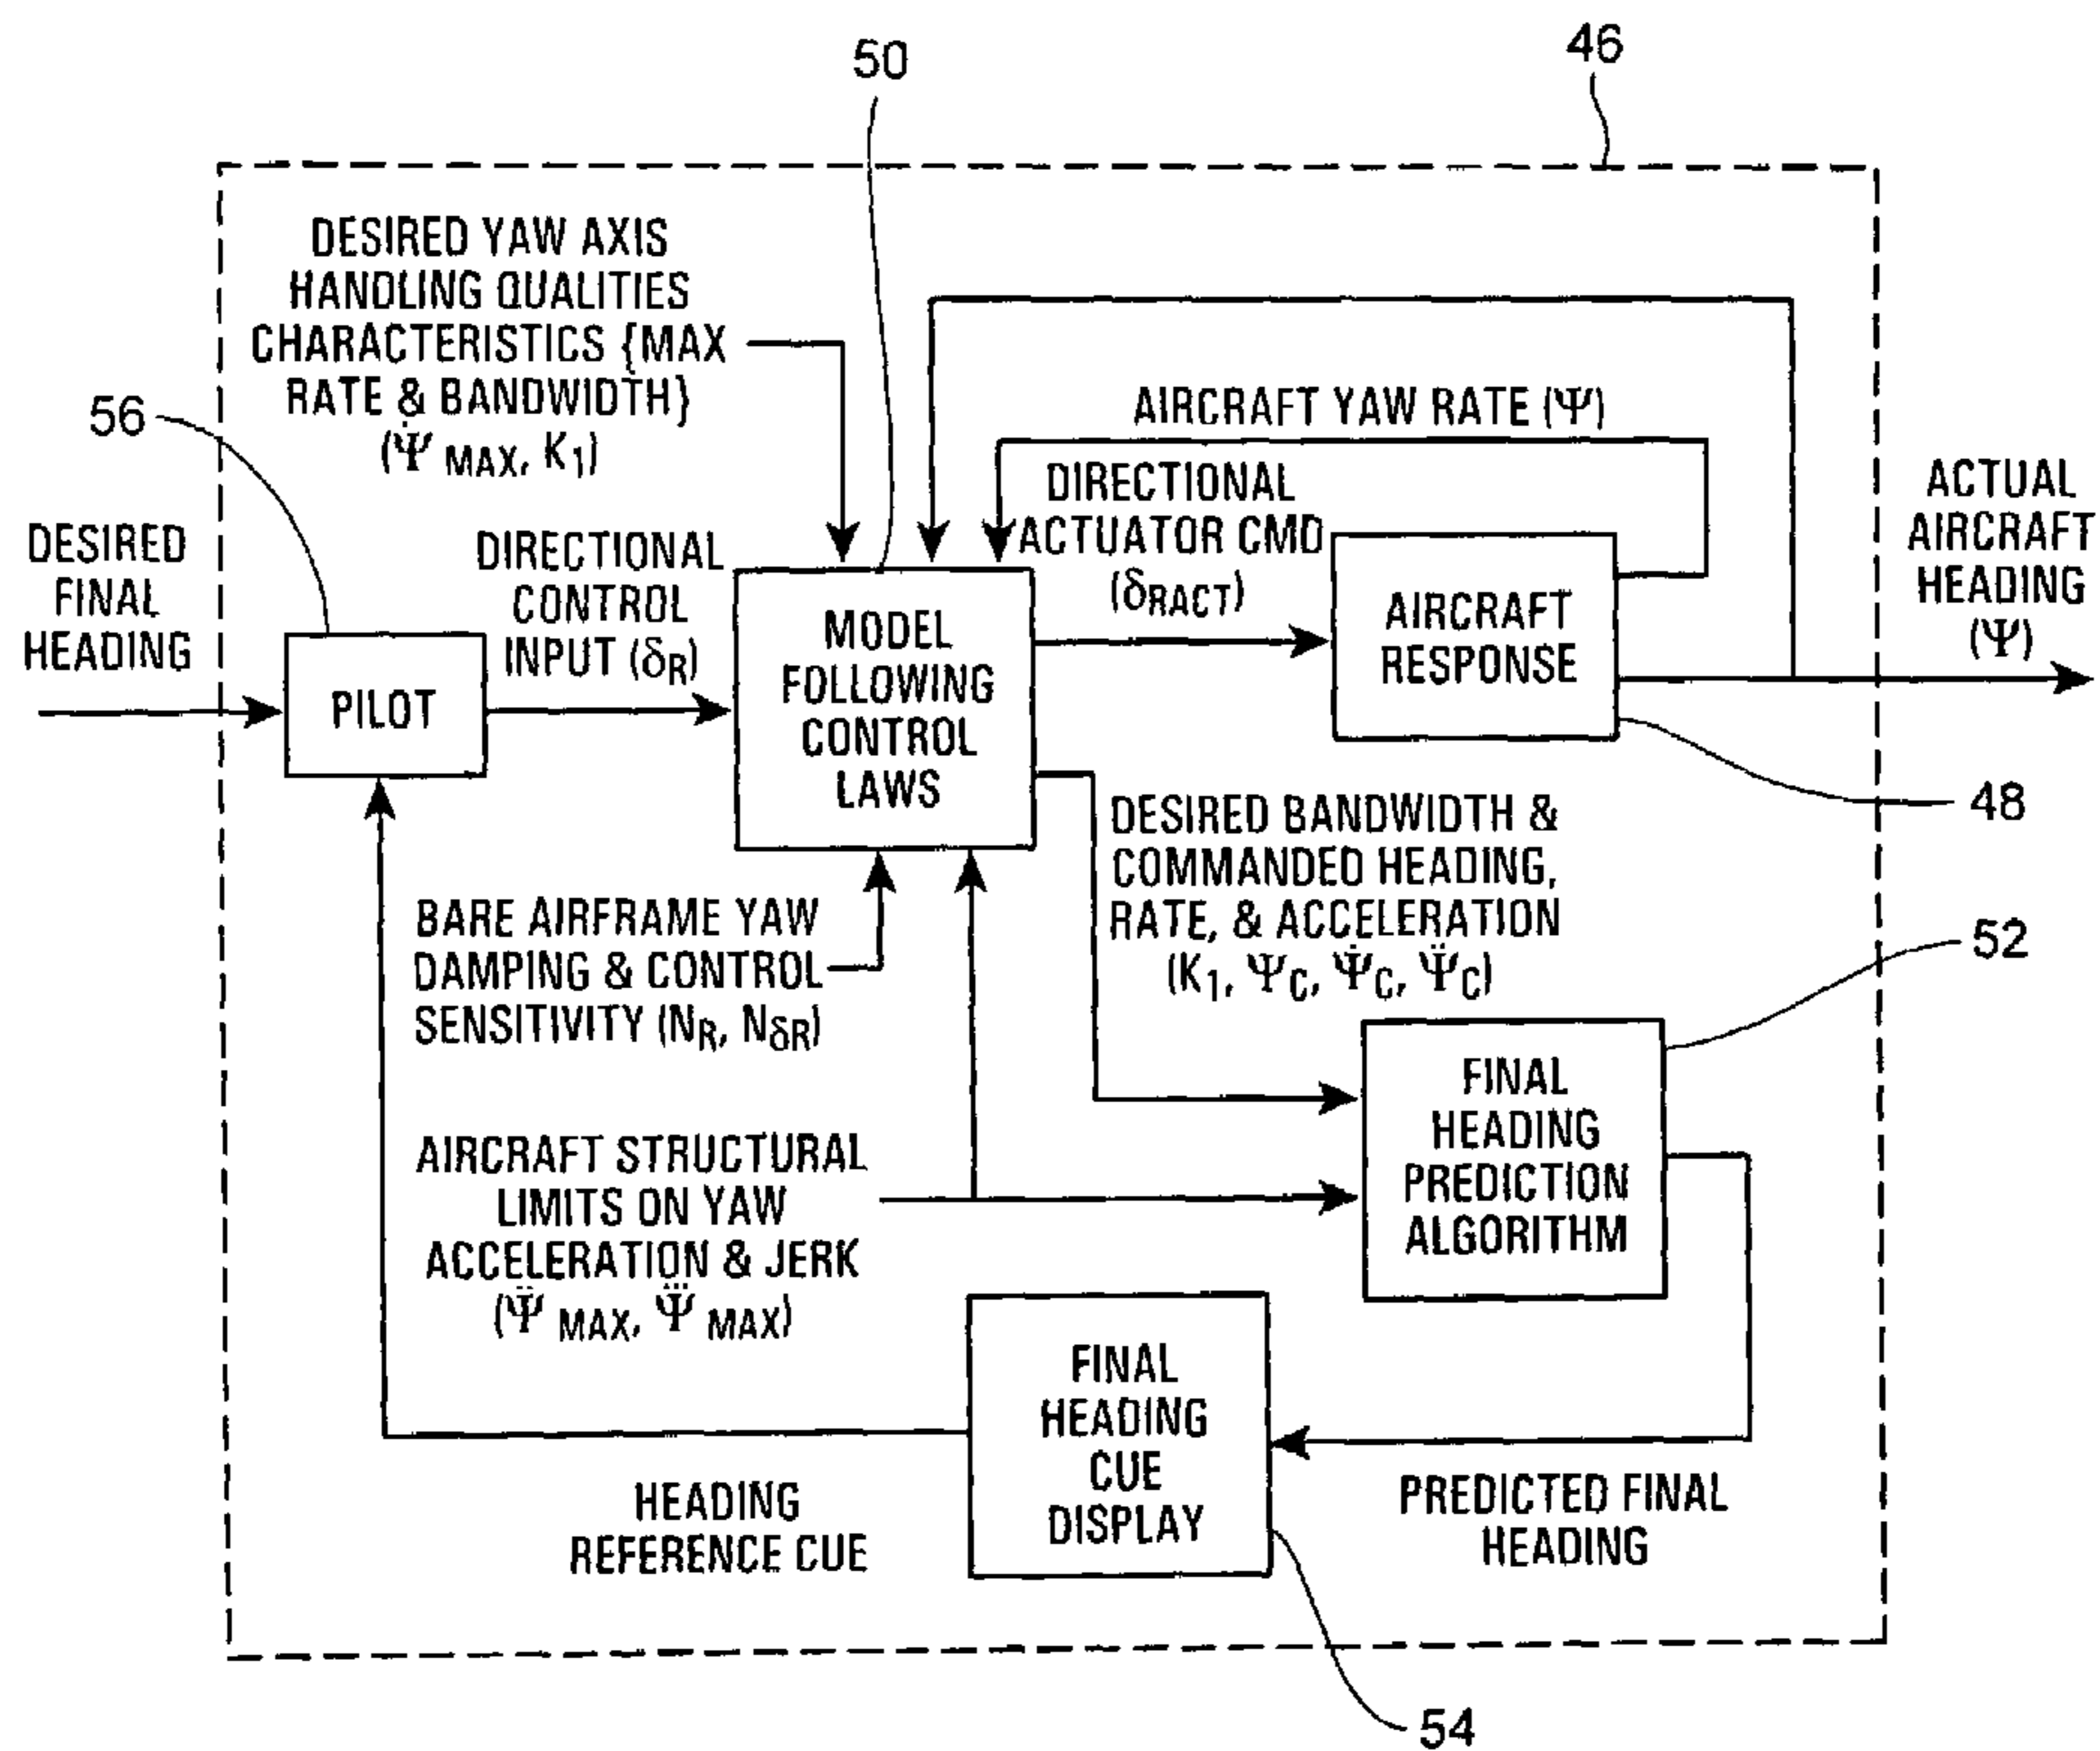 50
46
DESIRED YAW AXIS
HANDLING QUALITIES
CHARACTERISTICS {MAX
RATE & BANDWIDTH}
(Ψ̇ MAX, K1)
56
AIRCRAFT YAW RATE (Ψ)
DESIRED
FINAL
HEADING
DIRECTIONAL
CONTROL
INPUT (δR)
DIRECTIONAL
ACTUATOR CMD
(δRACT)
ACTUAL
AIRCRAFT
HEADING
(Ψ)
PILOT
MODEL
FOLLOWING
CONTROL
LAWS
AIRCRAFT
RESPONSE
48
DESIRED BANDWIDTH &
COMMANDED HEADING,
RATE, & ACCELERATION
(K1, ΨC, Ψ̇C, Ψ̈C)
BARE AIRFRAME YAW
DAMPING & CONTROL
SENSITIVITY (NR, NδR)
52
FINAL
HEADING
PREDICTION
ALGORITHM
AIRCRAFT STRUCTURAL
LIMITS ON YAW
ACCELERATION & JERK
(Ψ̈ MAX, Ψ⃛ MAX)
FINAL
HEADING
CUE
DISPLAY
HEADING
REFERENCE CUE
PREDICTED FINAL
HEADING
54